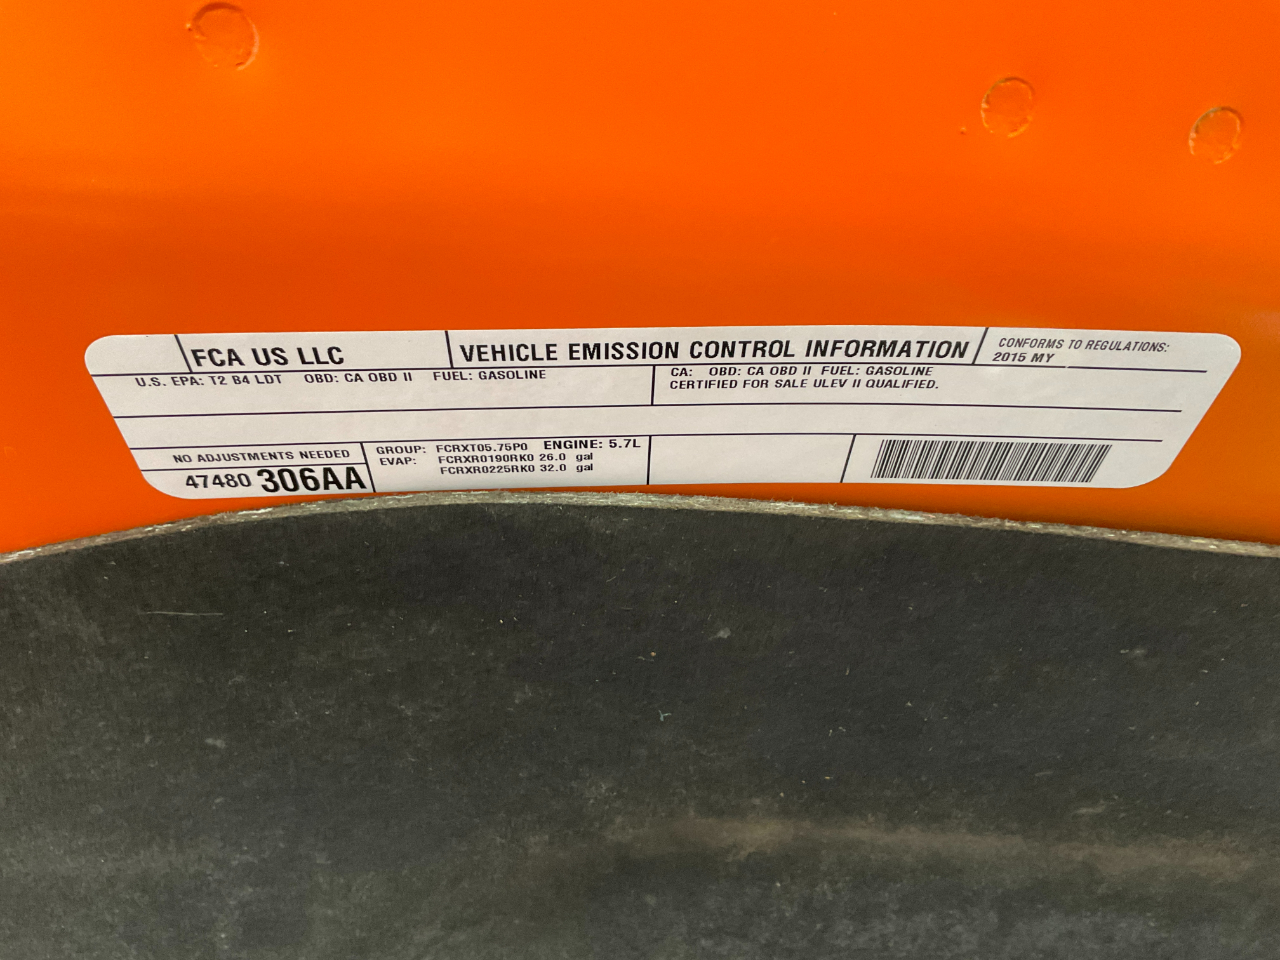 FCA US LLC
VEHICLE EMISSION CONTROL INFORMATION
CONFORMS TO REGULATIONS:
2015 MY
U.S. EPA: T2 B4 LDT OBD: CA OBD II FUEL: GASOLINE
CA: OBD: CA OBD II FUEL: GASOLINE
CERTIFIED FOR SALE ULEV II QUALIFIED.
NO ADJUSTMENTS NEEDED
47480 306AA
GROUP: FCRXT05.75P0 ENGINE: 5.7L
EVAP: FCRXR0190RK0 26.0 gal
FCRXR0225RK0 32.0 gal